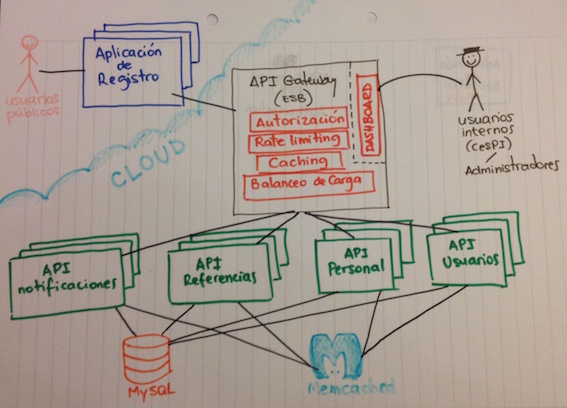 Aplicación
de
Registro
usuarios
públicos
CLOUD
API Gateway
(ESB)
Autorización
Rate limiting
Caching
Balanceo de Carga
DASHBOARD
usuarios
internos
(CeSPI)
/
Administradores
API
notificaciones
API
Referencias
API
Personal
API
Usuarios
MySQL
Memcached